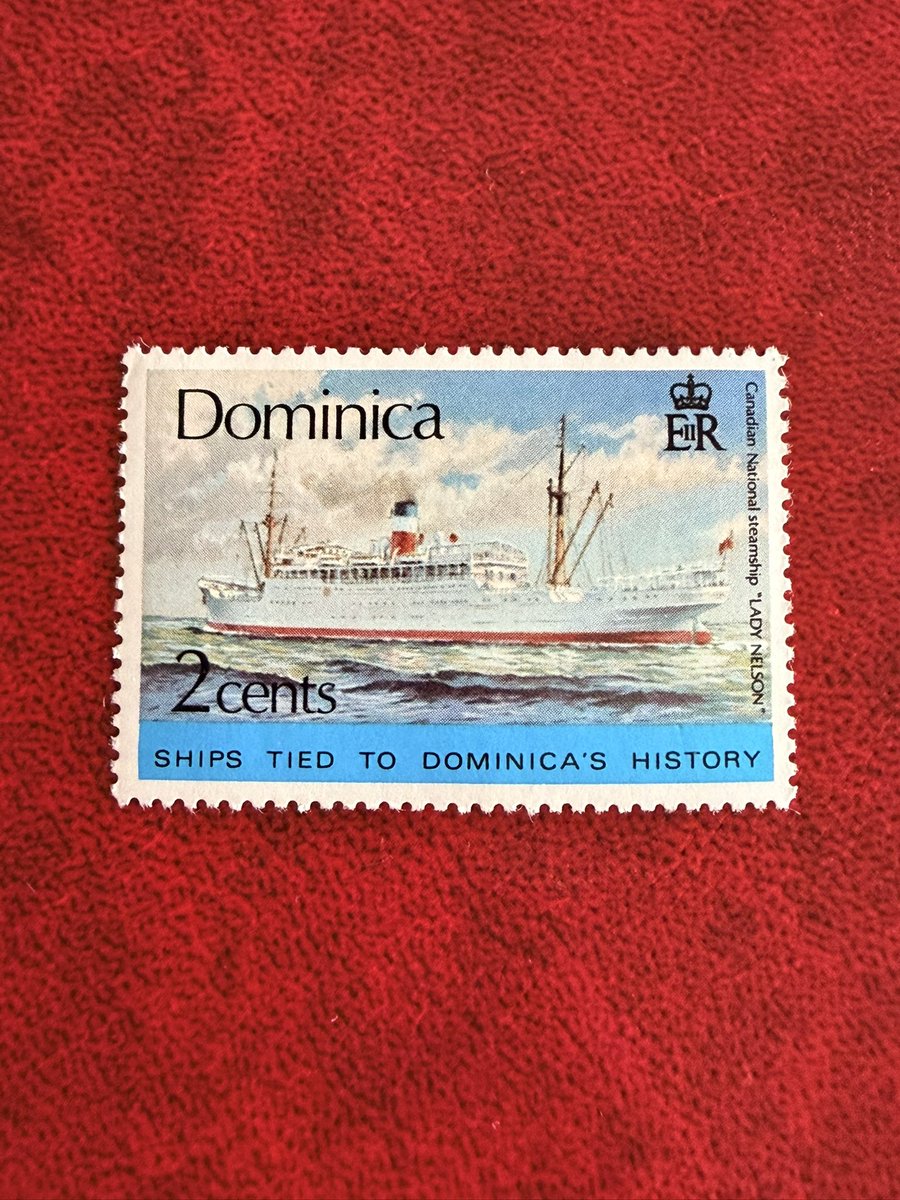 Dominica
EIIR
Canadian National steamship "LADY NELSON"
2cents
SHIPS TIED TO DOMINICA'S HISTORY